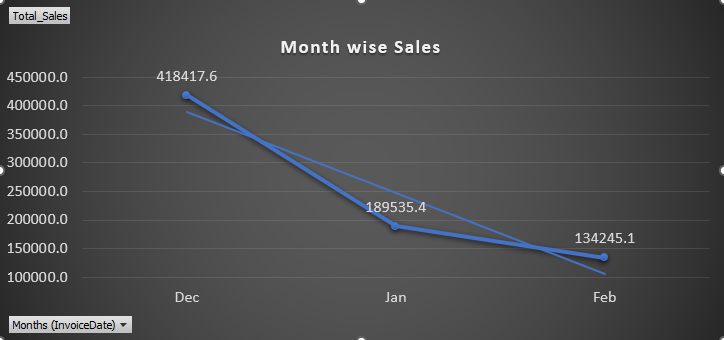 Total_Sales
Month wise Sales
450000.0
400000.0
350000.0
300000.0
250000.0
200000.0
150000.0
100000.0
418417.6
189535.4
134245.1
Dec
Jan
Feb
Months (InvoiceDate)